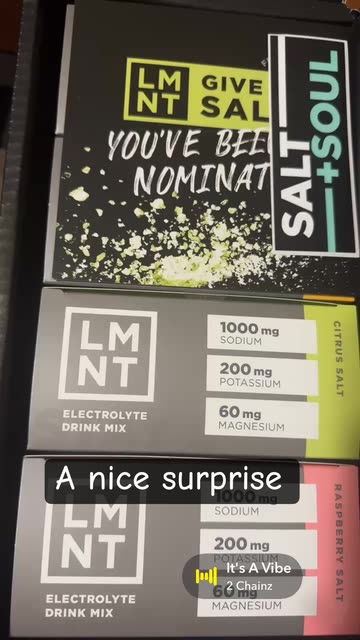 LM
NT
GIVE
SAL
YOU'VE BEE
NOMINAT
SALT
+SOUL
LM
NT
ELECTROLYTE
DRINK MIX
1000 mg
SODIUM
200 mg
POTASSIUM
60 mg
MAGNESIUM
CITRUS SALT
A nice surprise
LM
NT
ELECTROLYTE
DRINK MIX
1000 mg
SODIUM
200 mg
POTASSIUM
60 mg
MAGNESIUM
RASPBERRY SALT
It's A Vibe
2 Chainz